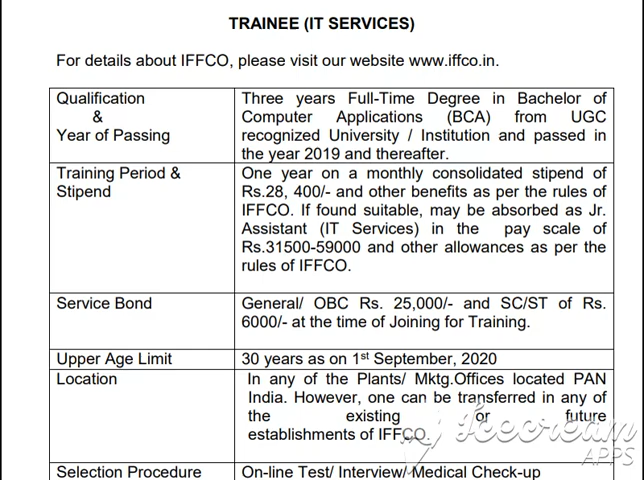 TRAINEE (IT SERVICES)
For details about IFFCO, please visit our website www.iffco.in.
Qualification
&
Year of Passing
Three years Full-Time Degree in Bachelor of
Computer Applications (BCA) from UGC
recognized University / Institution and passed in
the year 2019 and thereafter.
Training Period &
Stipend
One year on a monthly consolidated stipend of
Rs.28, 400/- and other benefits as per the rules of
IFFCO. If found suitable, may be absorbed as Jr.
Assistant (IT Services) in the pay scale of
Rs.31500-59000 and other allowances as per the
rules of IFFCO.
Service Bond
General/ OBC Rs. 25,000/- and SC/ST of Rs.
6000/- at the time of Joining for Training.
Upper Age Limit
30 years as on 1st September, 2020
Location
In any of the Plants/ Mktg.Offices located PAN
India. However, one can be transferred in any of
the existing or future
establishments of IFFCO.
Selection Procedure
On-line Test/ Interview/ Medical Check-up
Icecream
APPS